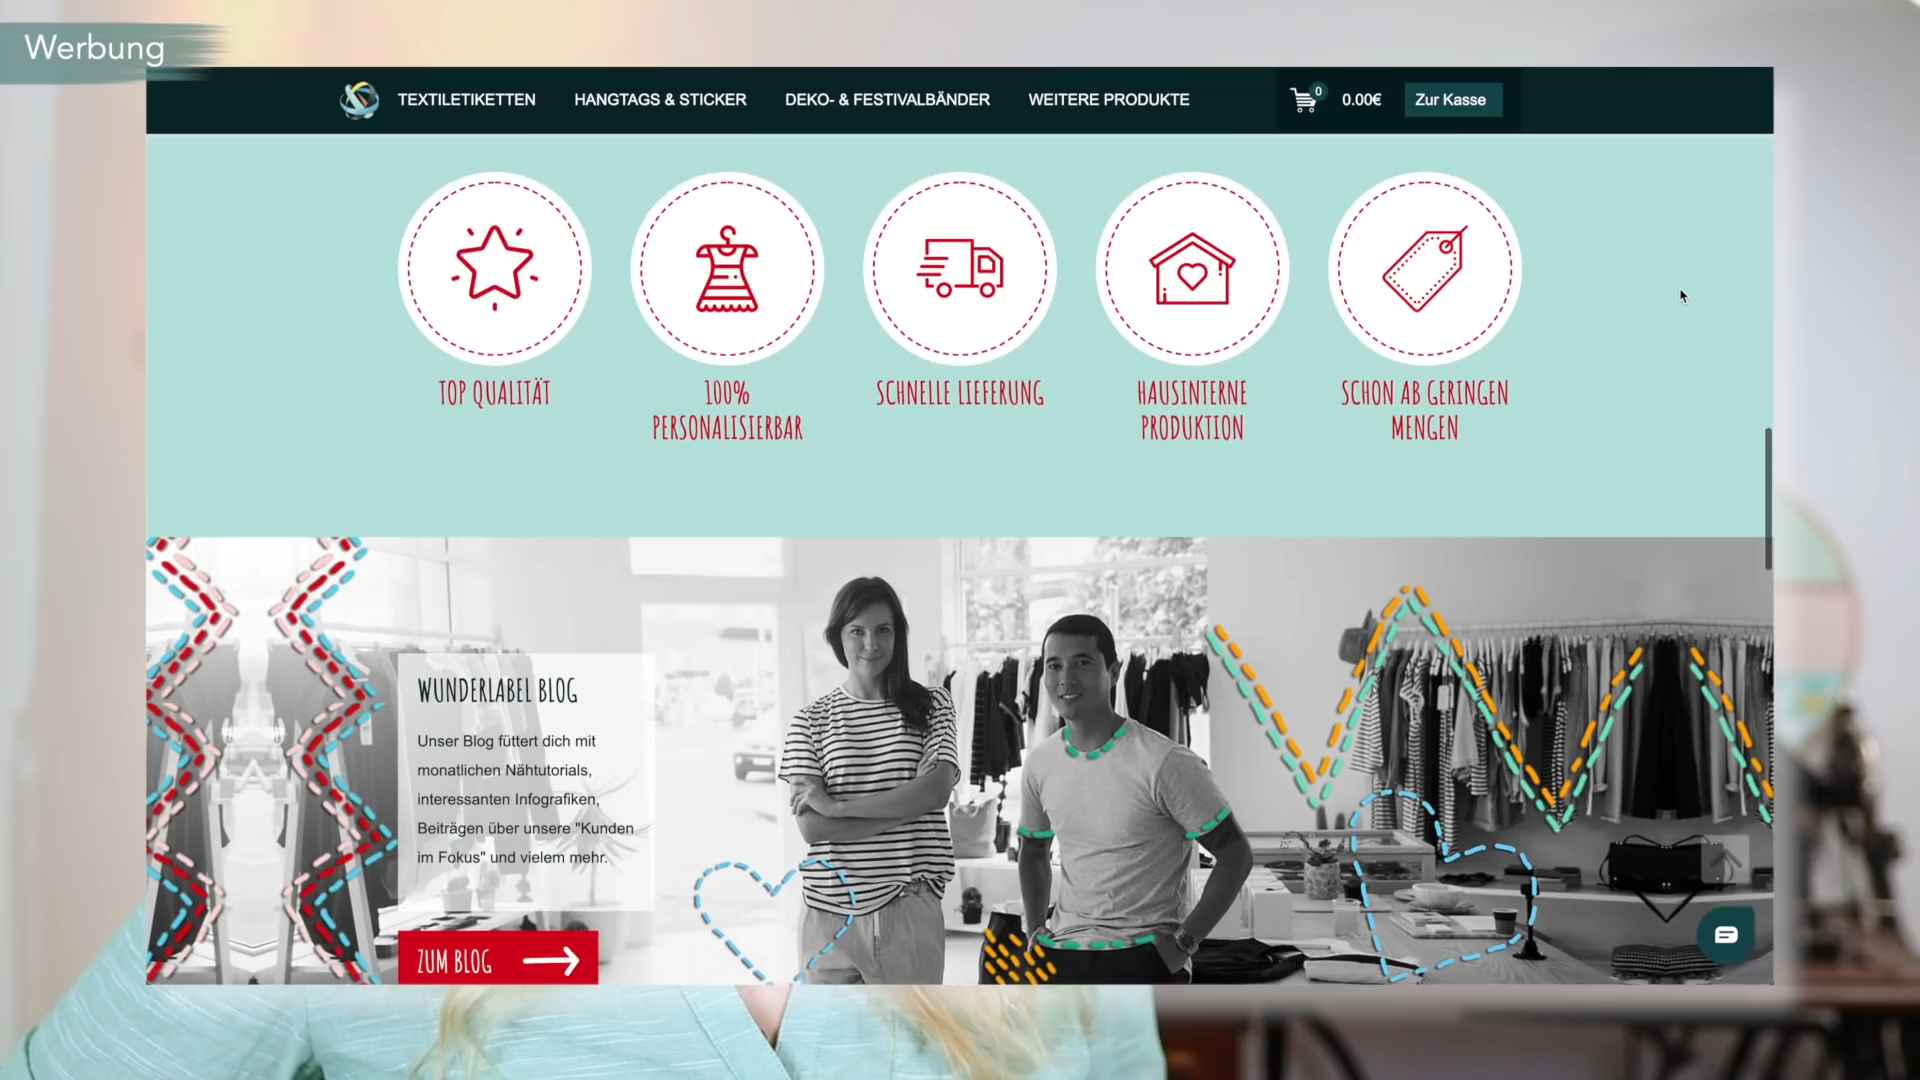 Werbung
TEXTILETIKETTEN HANGTAGS & STICKER DEKO- & FESTIVALBÄNDER WEITERE PRODUKTE 0 0.00€ Zur Kasse
TOP QUALITÄT
100%
PERSONALISIERBAR
SCHNELLE LIEFERUNG
HAUSINTERNE
PRODUKTION
SCHON AB GERINGEN
MENGEN
WUNDERLABEL BLOG
Unser Blog füttert dich mit
monatlichen Nähtutorials,
interessanten Infografiken,
Beiträgen über unsere "Kunden
im Fokus" und vielem mehr.
ZUM BLOG